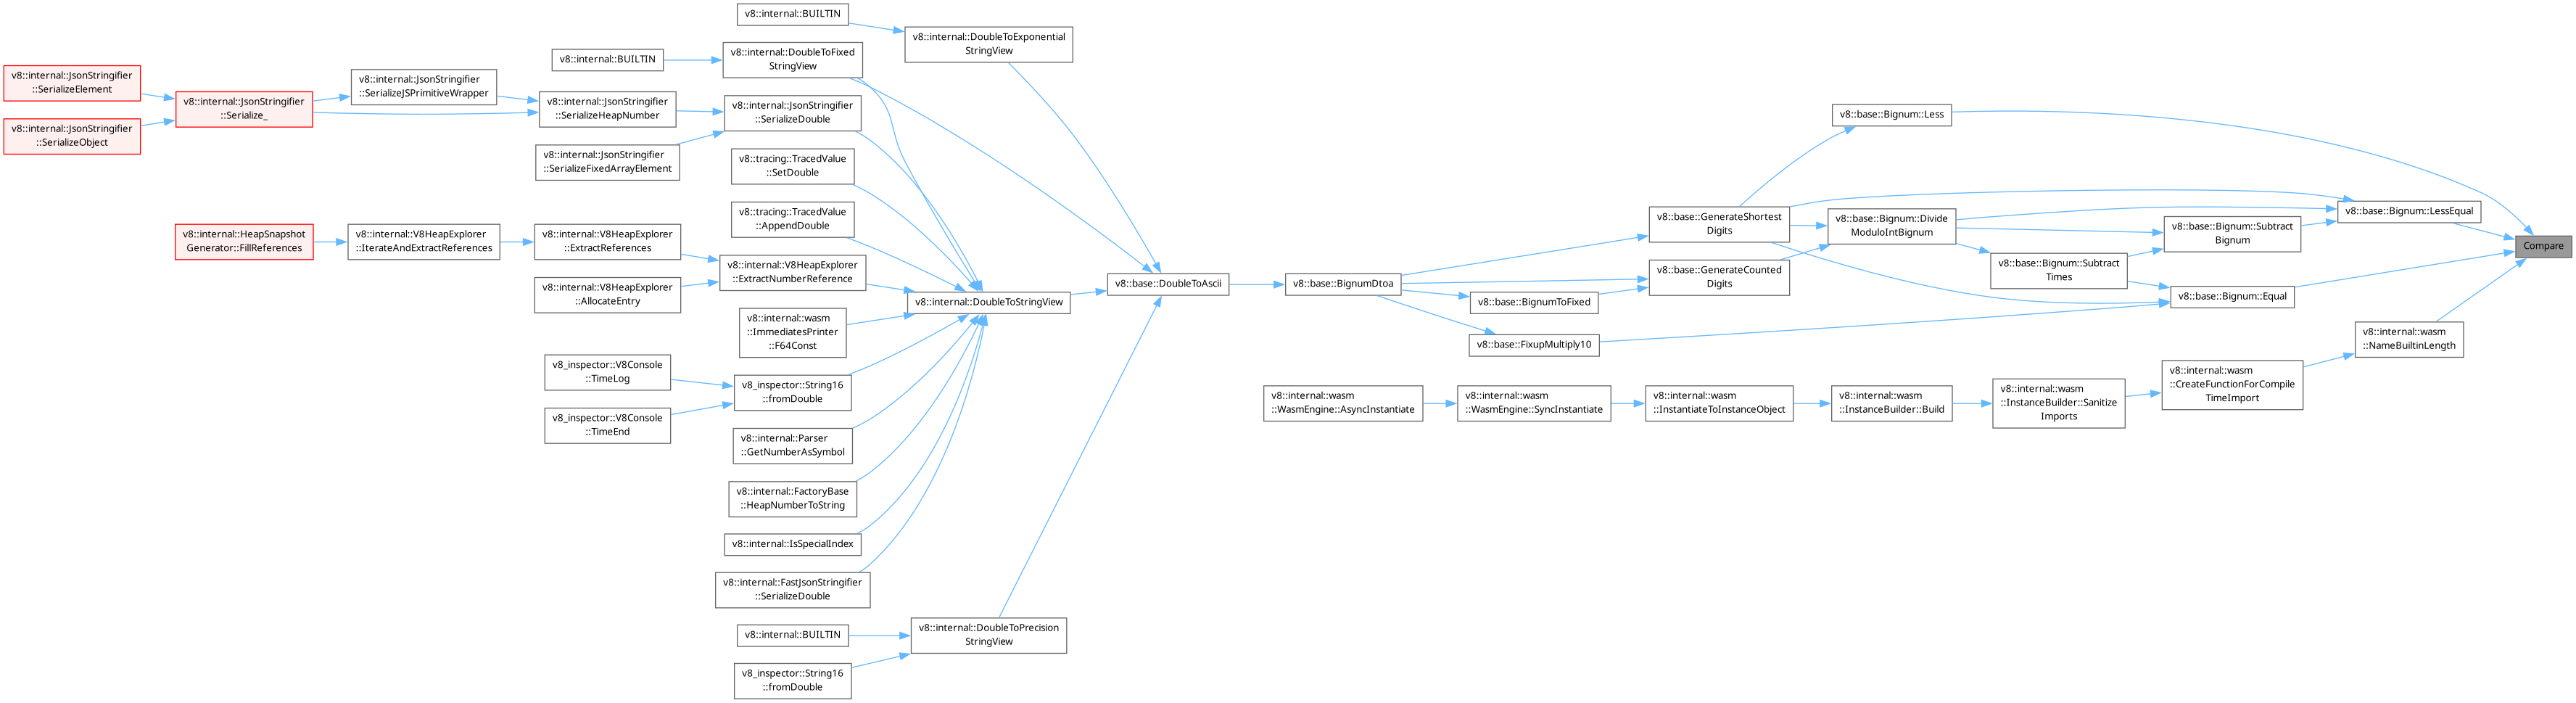 v8::internal::BUILTIN
v8::internal::DoubleToExponential
StringView
v8::internal::DoubleToFixed
StringView
v8::internal::BUILTIN
v8::internal::JsonStringifier
::SerializeElement
v8::internal::JsonStringifier
::SerializeObject
v8::internal::JsonStringifier
::Serialize_
v8::internal::JsonStringifier
::SerializeJSPrimitiveWrapper
v8::internal::JsonStringifier
::SerializeHeapNumber
v8::internal::JsonStringifier
::SerializeDouble
v8::internal::JsonStringifier
::SerializeFixedArrayElement
v8::tracing::TracedValue
::SetDouble
v8::tracing::TracedValue
::AppendDouble
v8::internal::HeapSnapshot
Generator::FillReferences
v8::internal::V8HeapExplorer
::IterateAndExtractReferences
v8::internal::V8HeapExplorer
::ExtractReferences
v8::internal::V8HeapExplorer
::ExtractNumberReference
v8::internal::V8HeapExplorer
::AllocateEntry
v8::internal::DoubleToStringView
v8::internal::wasm
::ImmediatesPrinter
::F64Const
v8_inspector::V8Console
::TimeLog
v8_inspector::String16
::fromDouble
v8_inspector::V8Console
::TimeEnd
v8::internal::Parser
::GetNumberAsSymbol
v8::internal::FactoryBase
::HeapNumberToString
v8::internal::IsSpecialIndex
v8::internal::FastJsonStringifier
::SerializeDouble
v8::internal::BUILTIN
v8::internal::DoubleToPrecision
StringView
v8_inspector::String16
::fromDouble
v8::base::DoubleToAscii
v8::base::BignumDtoa
v8::base::Bignum::Less
v8::base::GenerateShortest
Digits
v8::base::Bignum::Divide
ModuloIntBignum
v8::base::Bignum::LessEqual
v8::base::Bignum::Subtract
Bignum
Compare
v8::base::GenerateCounted
Digits
v8::base::Bignum::Subtract
Times
v8::base::BignumToFixed
v8::base::Bignum::Equal
v8::base::FixupMultiply10
v8::internal::wasm
::NameBuiltinLength
v8::internal::wasm
::WasmEngine::AsyncInstantiate
v8::internal::wasm
::WasmEngine::SyncInstantiate
v8::internal::wasm
::InstantiateToInstanceObject
v8::internal::wasm
::InstanceBuilder::Build
v8::internal::wasm
::InstanceBuilder::Sanitize
Imports
v8::internal::wasm
::CreateFunctionForCompile
TimeImport